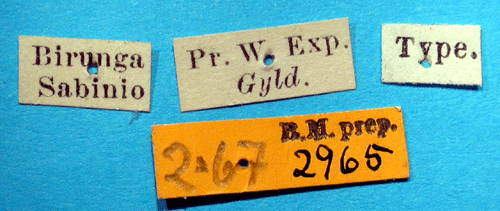 Birunga
Sabinio
Pr. W. Exp.
Gyld.
Type.
B.M. prep.
2965
2•67